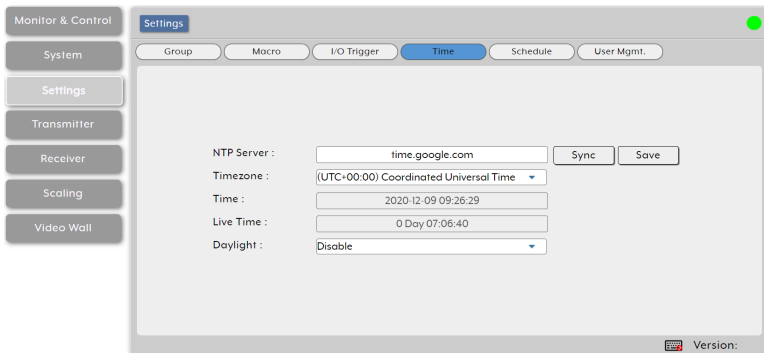 Monitor & Control
System
Settings
Transmitter
Receiver
Scaling
Video Wall
Settings
Group Macro I/O Trigger Time Schedule User Mgmt.
NTP Server : time.google.com Sync Save
Timezone : (UTC+00:00) Coordinated Universal Time
Time : 2020-12-09 09:26:29
Live Time : 0 Day 07:06:40
Daylight : Disable
Version: